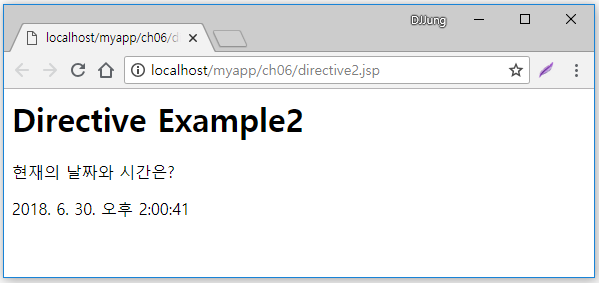 DJJung
localhost/myapp/ch06/d
localhost/myapp/ch06/directive2.jsp
Directive Example2
현재의 날짜와 시간은?
2018. 6. 30. 오후 2:00:41